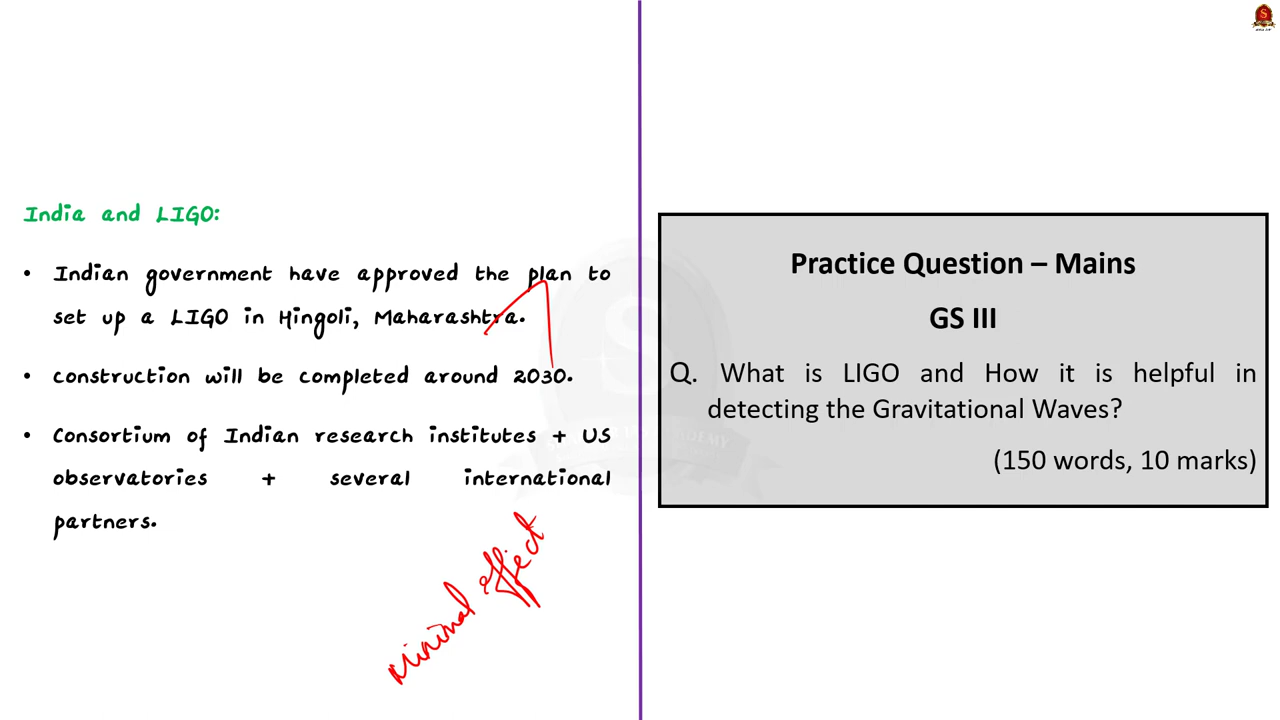 India and LIGO:
• Indian government have approved the plan to
set up a LIGO in Hingoli, Maharashtra.
• construction will be completed around 2030.
• Consortium of Indian research institutes + US
observatories + several international
partners.
Minimal effect
Practice Question – Mains
GS III
Q. What is LIGO and How it is helpful in
detecting the Gravitational Waves?
(150 words, 10 marks)